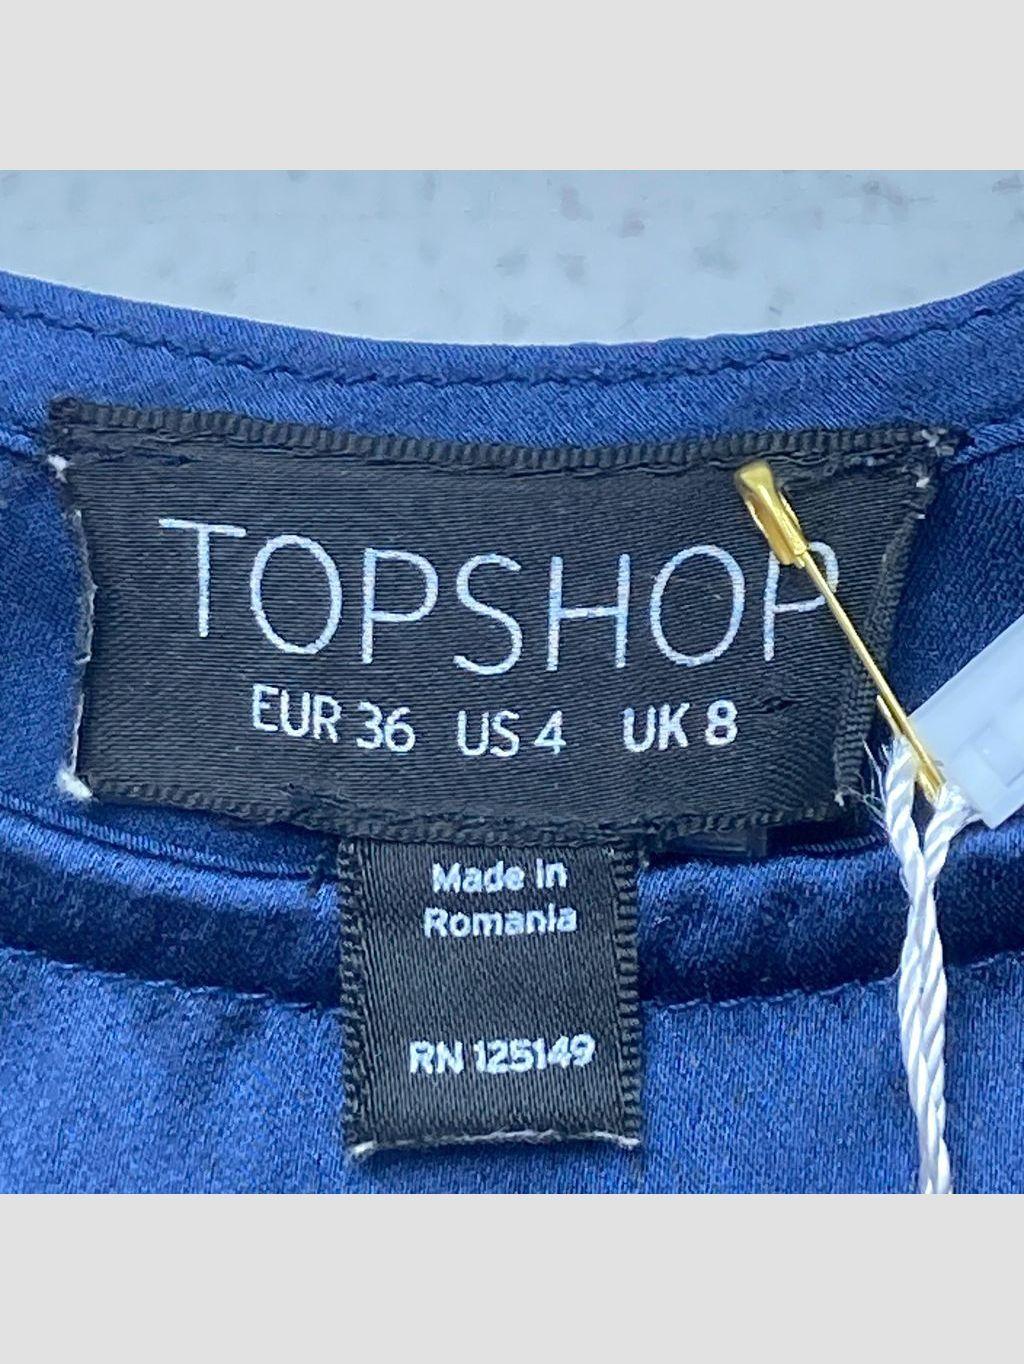 TOPSHOP
EUR 36 US 4 UK 8
Made in
Romania
RN 125149